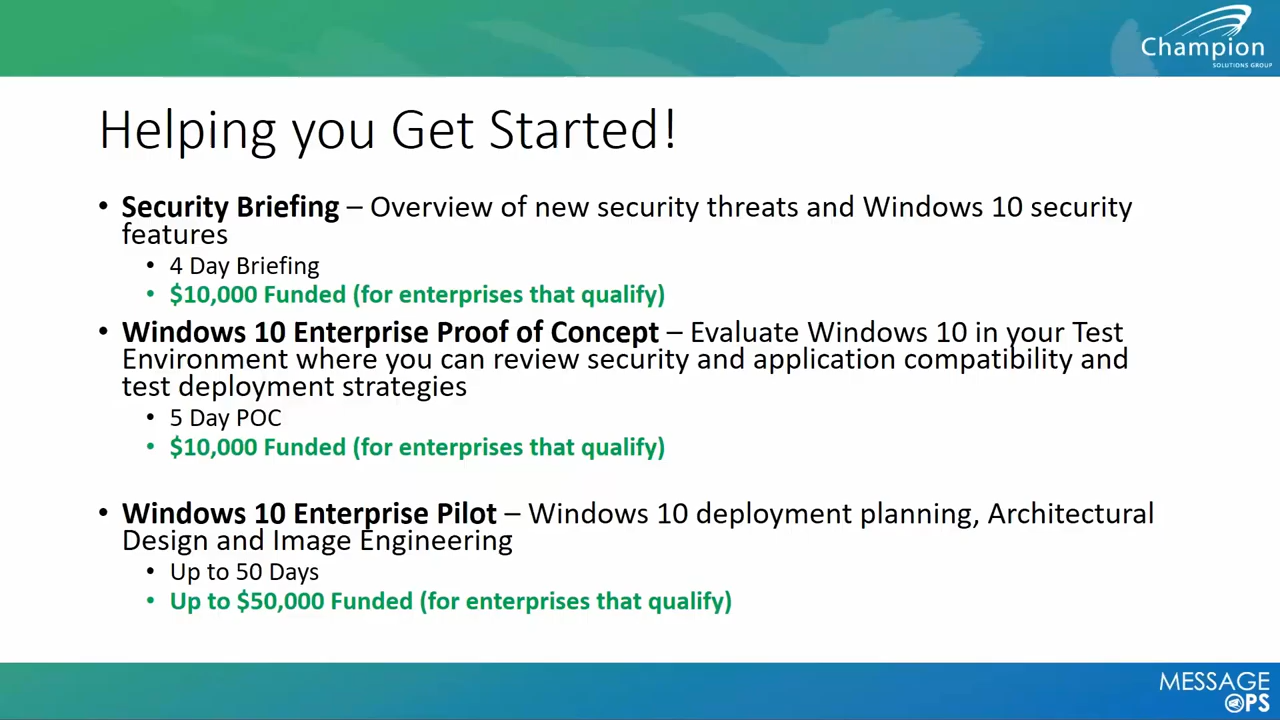 Champion
SOLUTIONS GROUP
Helping you Get Started!
• Security Briefing – Overview of new security threats and Windows 10 security
features
• 4 Day Briefing
• $10,000 Funded (for enterprises that qualify)
• Windows 10 Enterprise Proof of Concept – Evaluate Windows 10 in your Test
Environment where you can review security and application compatibility and
test deployment strategies
• 5 Day POC
• $10,000 Funded (for enterprises that qualify)
• Windows 10 Enterprise Pilot – Windows 10 deployment planning, Architectural
Design and Image Engineering
• Up to 50 Days
• Up to $50,000 Funded (for enterprises that qualify)
MESSAGE
OPS